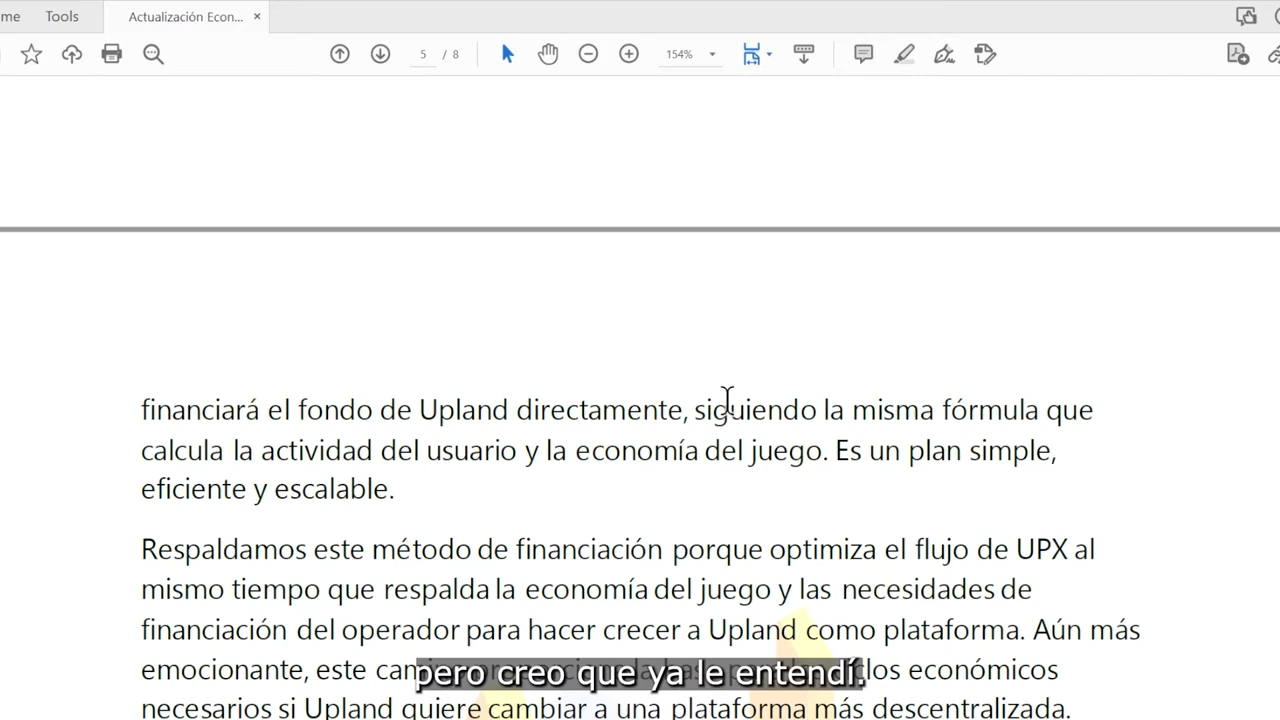 me Tools Actualización Econ... ×
5 / 8 154%
financiará el fondo de Upland directamente, siguiendo la misma fórmula que
calcula la actividad del usuario y la economía del juego. Es un plan simple,
eficiente y escalable.
Respaldamos este método de financiación porque optimiza el flujo de UPX al
mismo tiempo que respalda la economía del juego y las necesidades de
financiación del operador para hacer crecer a Upland como plataforma. Aún más
emocionante, este económicos
pero creo que ya le entendí.
necesarios si Upland quiere cambiar a una plataforma más descentralizada.